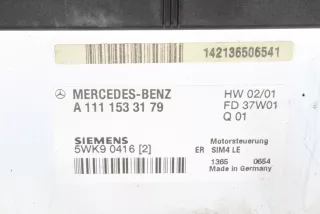 142136506541
MERCEDES-BENZ HW 02/01
A 111 153 31 79 FD 37W01
Q 01
SIEMENS Motorsteuerung
5WK9 0416 [2] ER SIM4 LE
1365 0654
Made in Germany